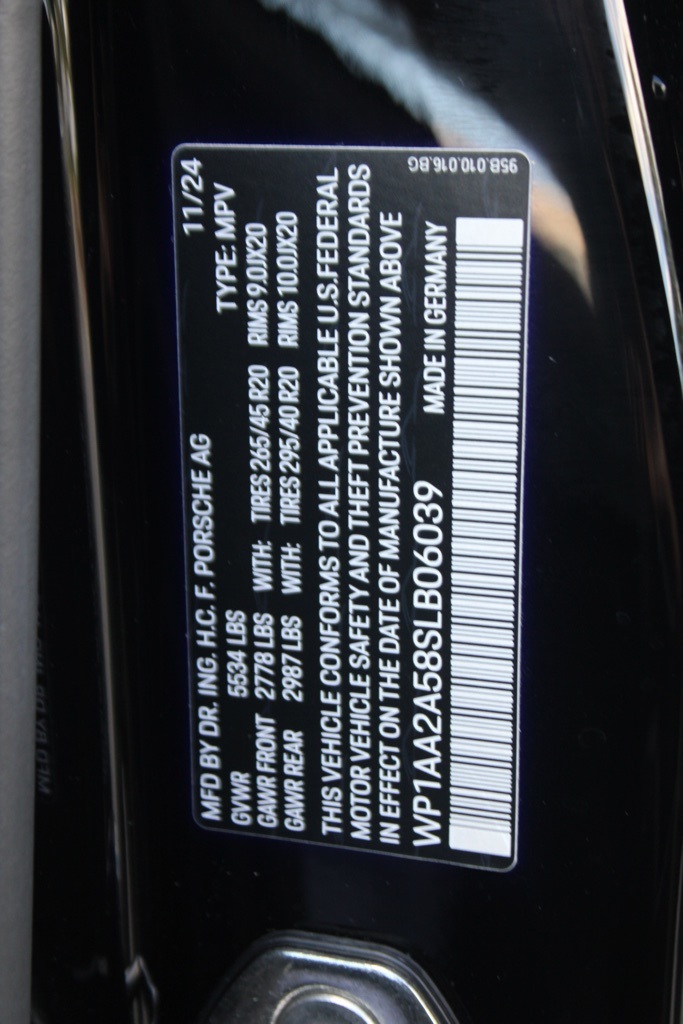 MFD BY DR. ING. H.C. F. PORSCHE AG 11/24
GVWR 5534 LBS TYPE: MPV
GAWR FRONT 2778 LBS WITH: TIRES 265/45 R20 RIMS 9.0JX20
GAWR REAR 2987 LBS WITH: TIRES 295/40 R20 RIMS 10.0JX20
THIS VEHICLE CONFORMS TO ALL APPLICABLE U.S.FEDERAL
MOTOR VEHICLE SAFETY AND THEFT PREVENTION STANDARDS
IN EFFECT ON THE DATE OF MANUFACTURE SHOWN ABOVE
WP1AA2A58SLB06039 MADE IN GERMANY
95B.010.016.BG